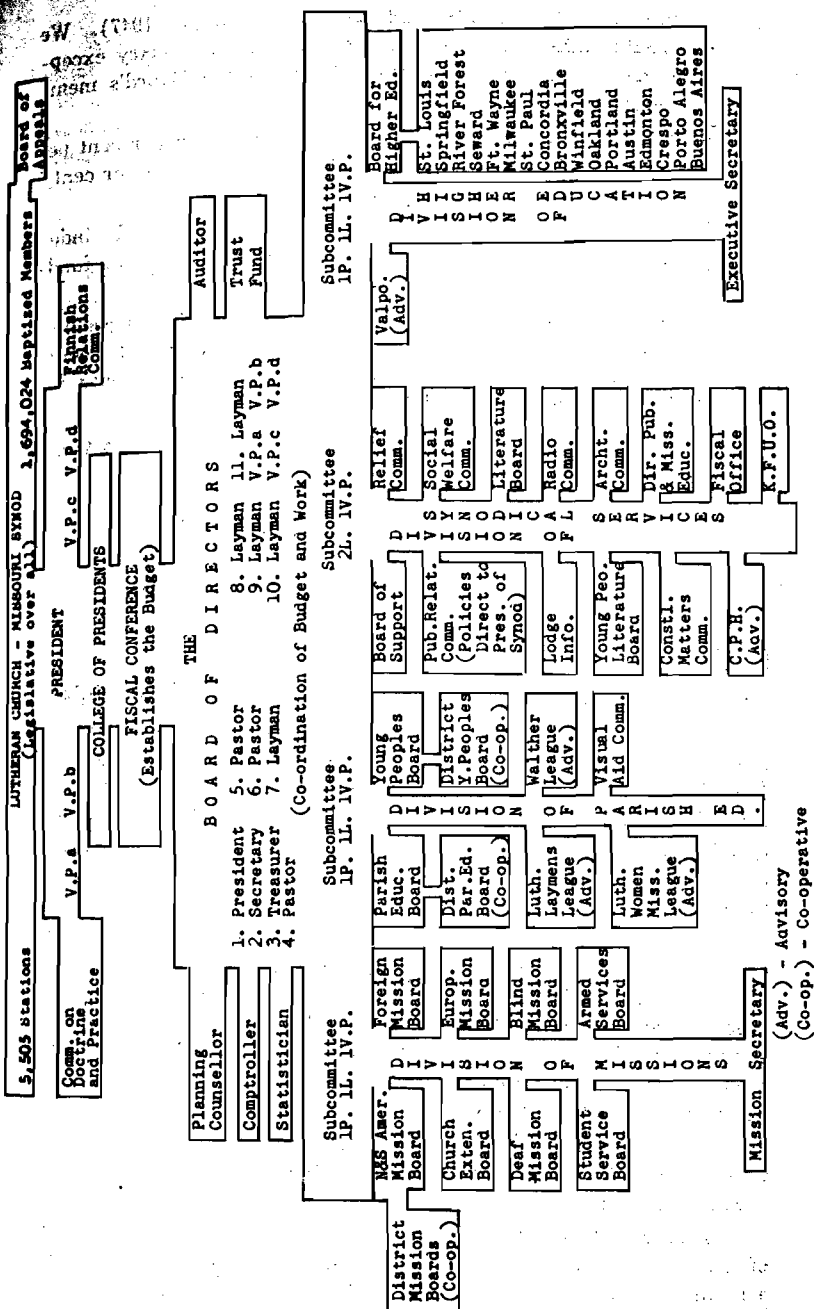 LUTHERAN CHURCH - MISSOURI SYNOD
5,505 Stations (Legislative over all) 1,694,024 Baptized Members
Board of
Appeals
PRESIDENT
V.P.a V.P.b V.P.c V.P.d
Comm. on
Doctrine
and Practice
Finnish
Relations
Comm.
COLLEGE OF PRESIDENTS
FISCAL CONFERENCE
(Establishes the Budget)
Planning
Counsellor
Comptroller
Statistician
THE
BOARD OF DIRECTORS
1. President 5. Pastor 8. Layman 11. Layman
2. Secretary 6. Pastor 9. Layman V.P.a V.P.b
3. Treasurer 7. Layman 10. Layman V.P.c V.P.d
4. Pastor
(Co-ordination of Budget and Work)
Auditor
Trust
Fund
Subcommittee
1P. 1L. 1V.P.
Subcommittee
1P. 1L. 1V.P.
Subcommittee
2L. 1V.P.
Subcommittee
1P. 1L. 1V.P.
District
Mission
Boards
(Co-op.)
N&S Amer.
Mission
Board
Church
Exten.
Board
Deaf
Mission
Board
Student
Service
Board
DIVISION OF MISSIONS
Foreign
Mission
Board
Europ.
Mission
Board
Blind
Mission
Board
Armed
Services
Board
Mission Secretary
Parish
Educ.
Board
Dist.
Par.Ed.
Board
(Co-op.)
Luth.
Laymens
League
(Adv.)
Luth.
Women
Miss.
League
(Adv.)
DIVISION OF PARISH ED.
Young
Peoples
Board
District
Y.Peoples
Board
(Co-op.)
Walther
League
(Adv.)
Visual
Aid Comm.
Board of
Support
Pub.Relat.
Comm.
(Policies
Direct to
Pres. of
Synod)
Lodge
Info.
Young Peo.
Literature
Board
Constl.
Matters
Comm.
C.P.H.
(Adv.)
DIVISION OF
SYNODICAL SERVICES
Relief
Comm.
Social
Welfare
Comm.
Literature
Board
Radio
Comm.
Archt.
Comm.
Dir. Pub.
& Miss.
Educ.
Fiscal
Office
K.F.U.O.
Valpo.
(Adv.)
DIVISION OF
HIGHER EDUCATION
Board for
Higher Ed.
St. Louis
Springfield
River Forest
Seward
Ft. Wayne
Milwaukee
St. Paul
Concordia
Bronxville
Winfield
Oakland
Portland
Austin
Edmonton
Crespo
Porto Alegro
Buenos Aires
Executive Secretary
(Adv.) - Advisory
(Co-op.) - Co-operative